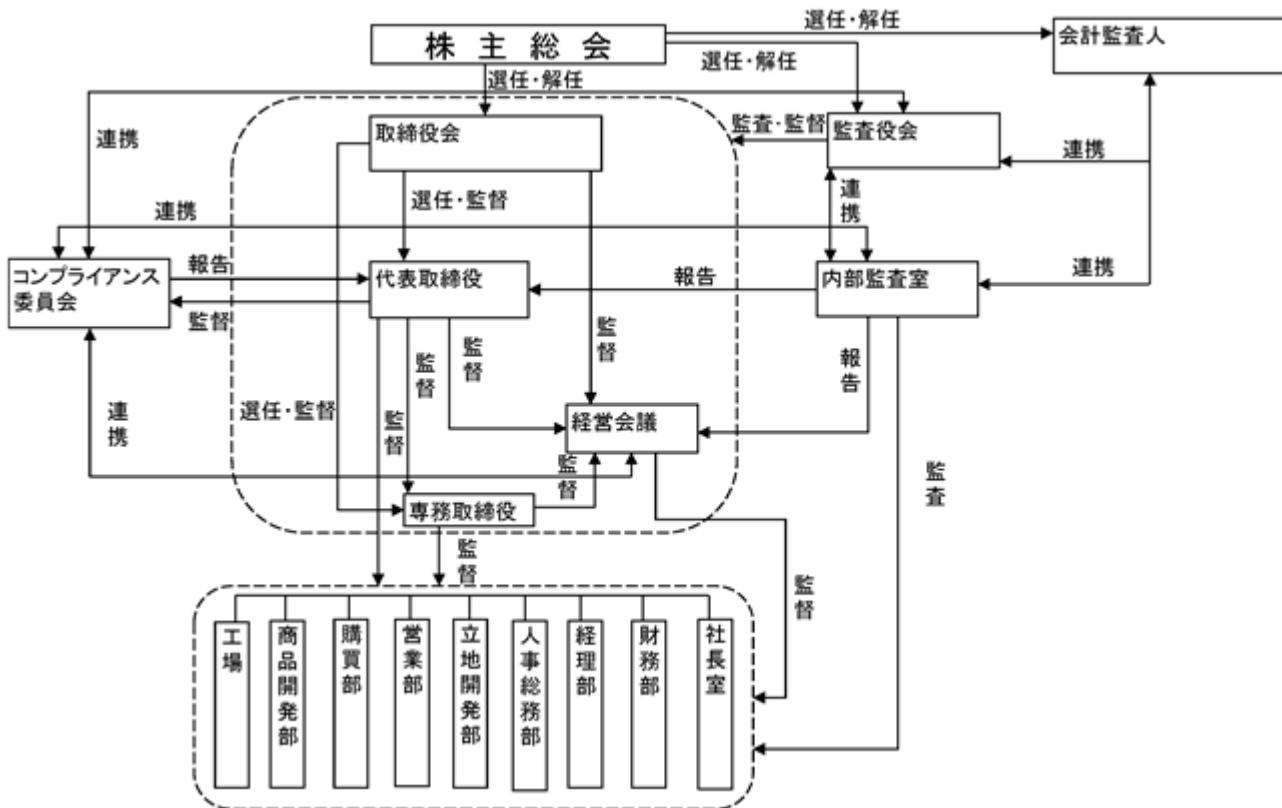 株主総会
選任・解任
会計監査人
選任・解任
選任・解任
取締役会
監査・監督
監査役会
連携
連携
選任・監督
連携
連携
コンプライアンス
委員会
報告
代表取締役
報告
内部監査室
連携
監督
監督
監督
監督
報告
選任・監督
監督
経営会議
連携
監督
監査
専務取締役
監督
監督
工場
商品開発部
購買部
営業部
立地開発部
人事総務部
経理部
財務部
社長室